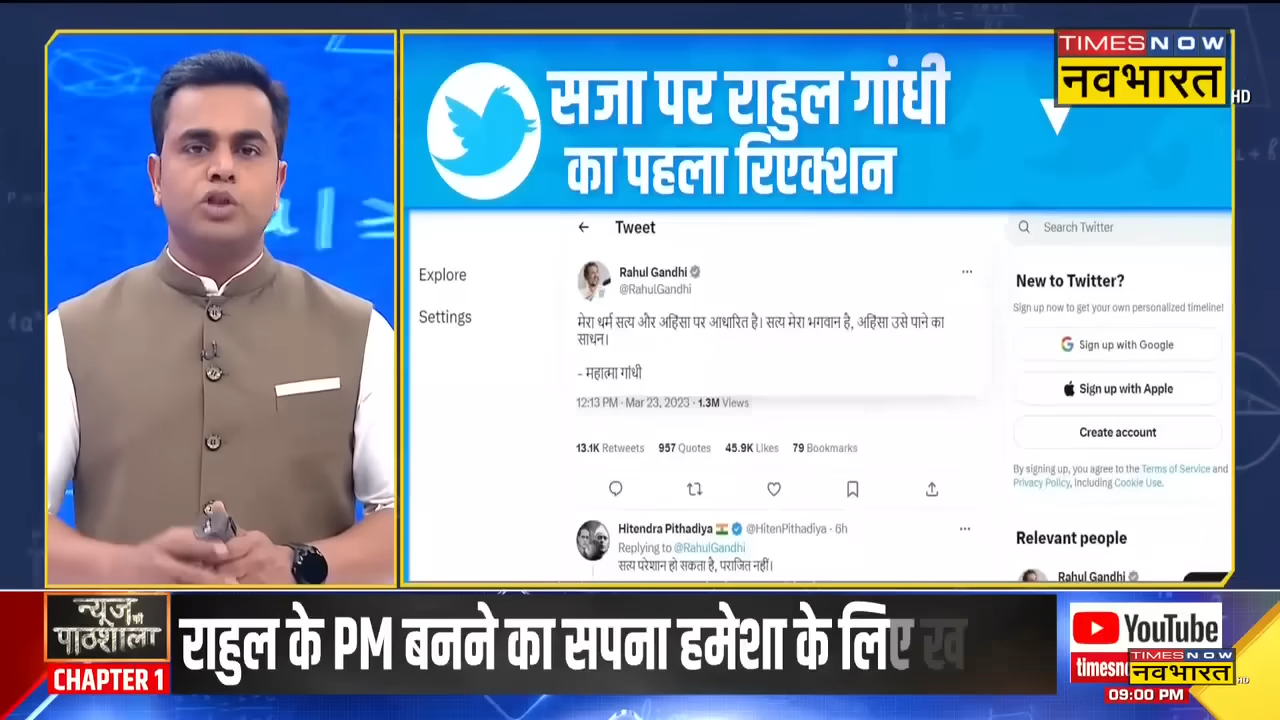 TIMES NOW
नवभारत
HD
सजा पर राहुल गांधी
का पहला रिएक्शन
Tweet
Search Twitter
Explore
Settings
Rahul Gandhi
@RahulGandhi
मेरा धर्म सत्य और अहिंसा पर आधारित है। सत्य मेरा भगवान है, अहिंसा उसे पाने का
साधन।
- महात्मा गांधी
12:13 PM · Mar 23, 2023 · 1.3M Views
13.1K Retweets 957 Quotes 45.9K Likes 79 Bookmarks
Hitendra Pithadiya @HitenPithadiya · 6h
Replying to @RahulGandhi
सत्य परेशान हो सकता है, पराजित नहीं।
New to Twitter?
Sign up now to get your own personalized timeline!
Sign up with Google
Sign up with Apple
Create account
By signing up, you agree to the Terms of Service and
Privacy Policy, including Cookie Use.
Relevant people
Rahul Gandhi
न्यूज की
पाठशाला
CHAPTER 1
राहुल के PM बनने का सपना हमेशा के लिए ख
YouTube
TIMES NOW
नवभारत
HD
09:00 PM